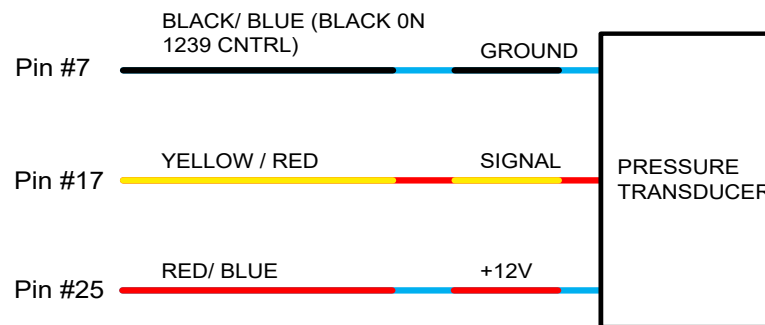 BLACK/ BLUE (BLACK 0N
1239 CNTRL)
Pin #7
GROUND
Pin #17
YELLOW / RED
SIGNAL
PRESSURE
TRANSDUCER
Pin #25
RED/ BLUE
+12V